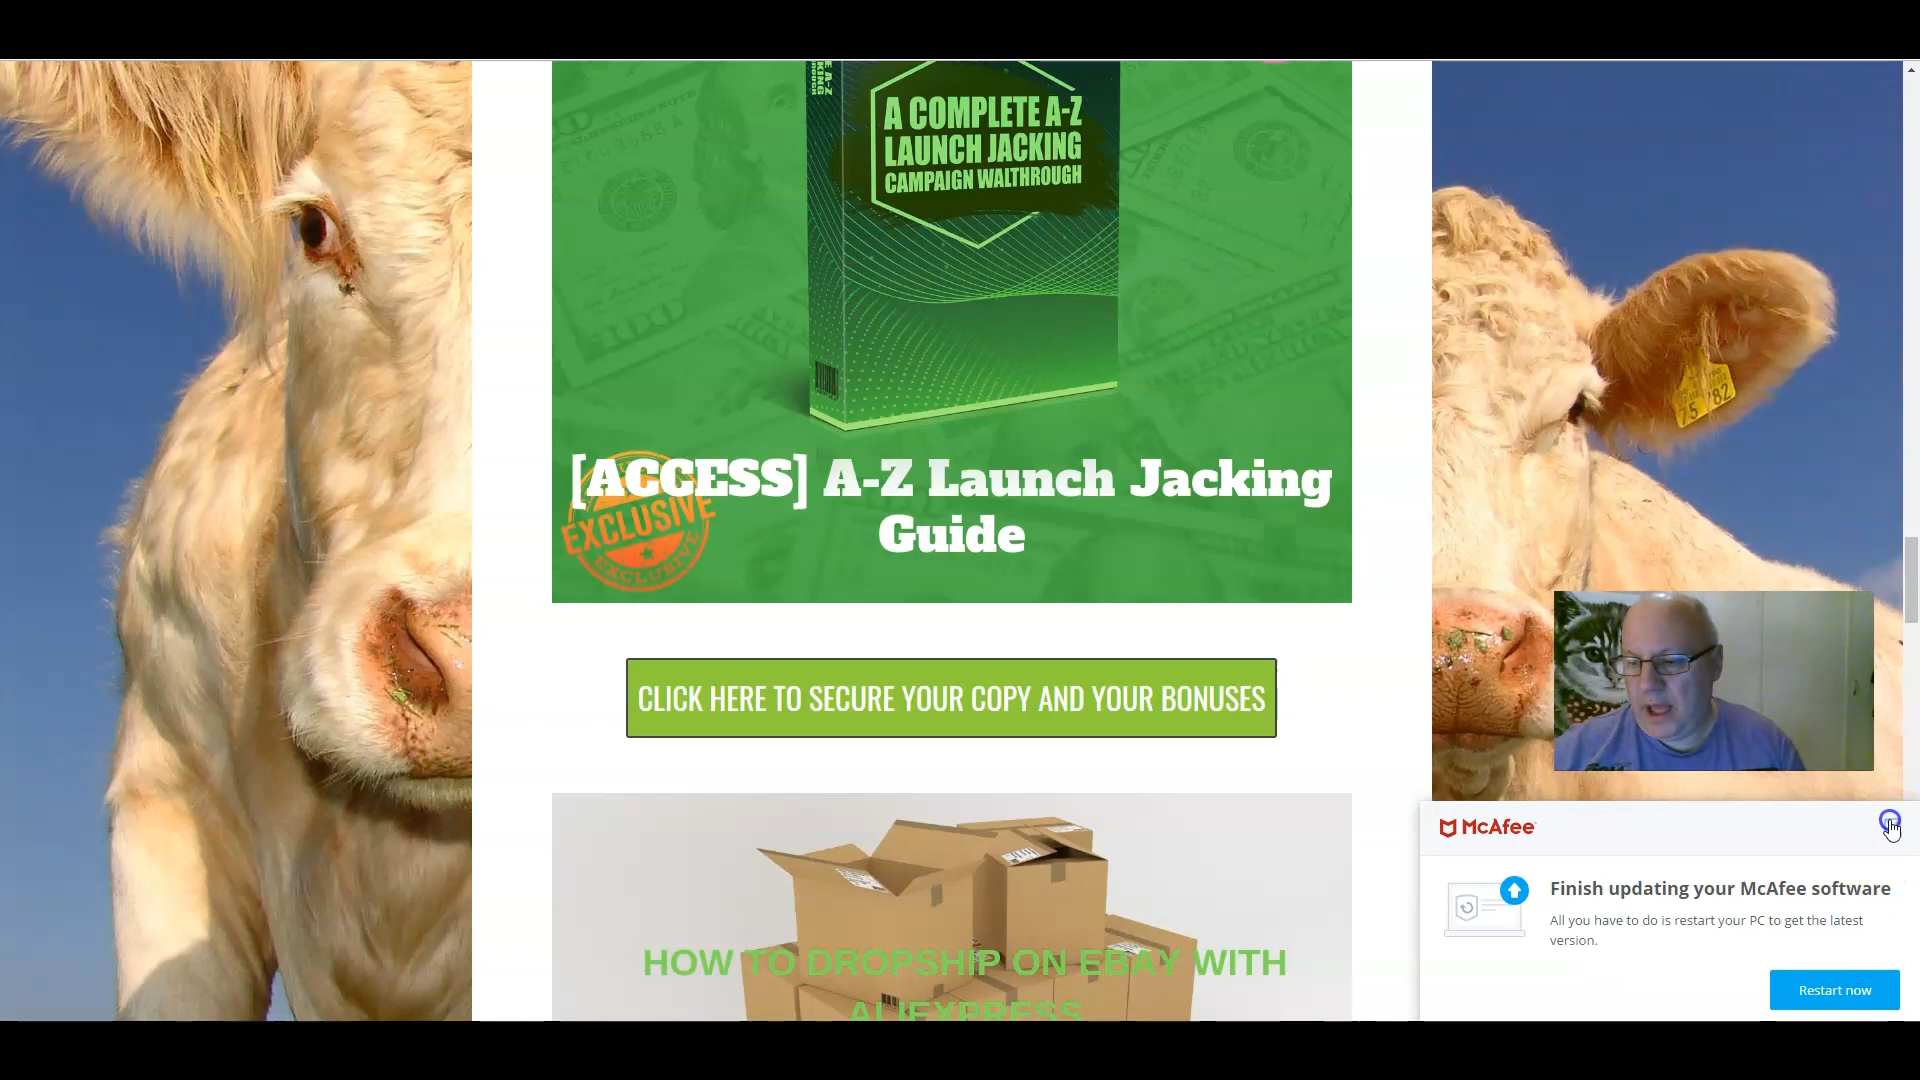 A COMPLETE A-Z
LAUNCH JACKING
CAMPAIGN WALTHROUGH
[ACCESS] A-Z Launch Jacking
Guide
EXCLUSIVE
EXCLUSIVE
CLICK HERE TO SECURE YOUR COPY AND YOUR BONUSES
HOW TO DROPSHIP ON EBAY WITH
ALIEXPRESS
75 782
McAfee
Finish updating your McAfee software
All you have to do is restart your PC to get the latest
version.
Restart now